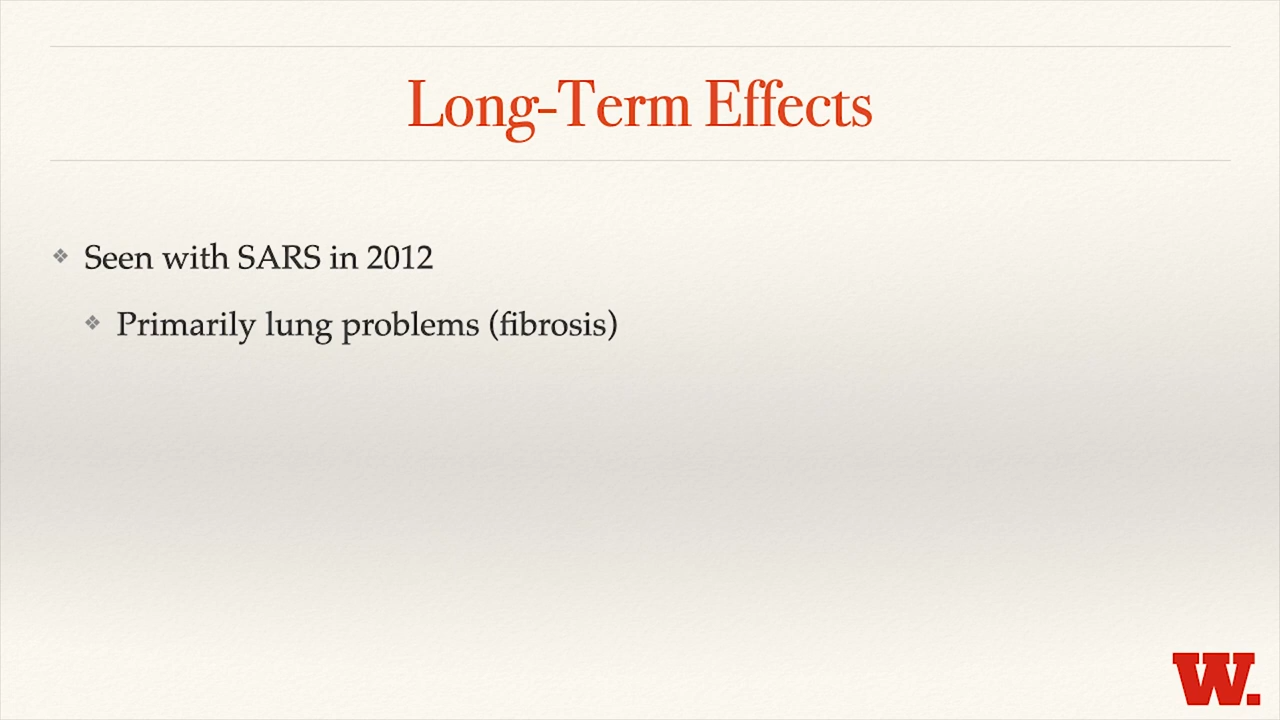 Long-Term Effects
Seen with SARS in 2012
Primarily lung problems (fibrosis)
W.